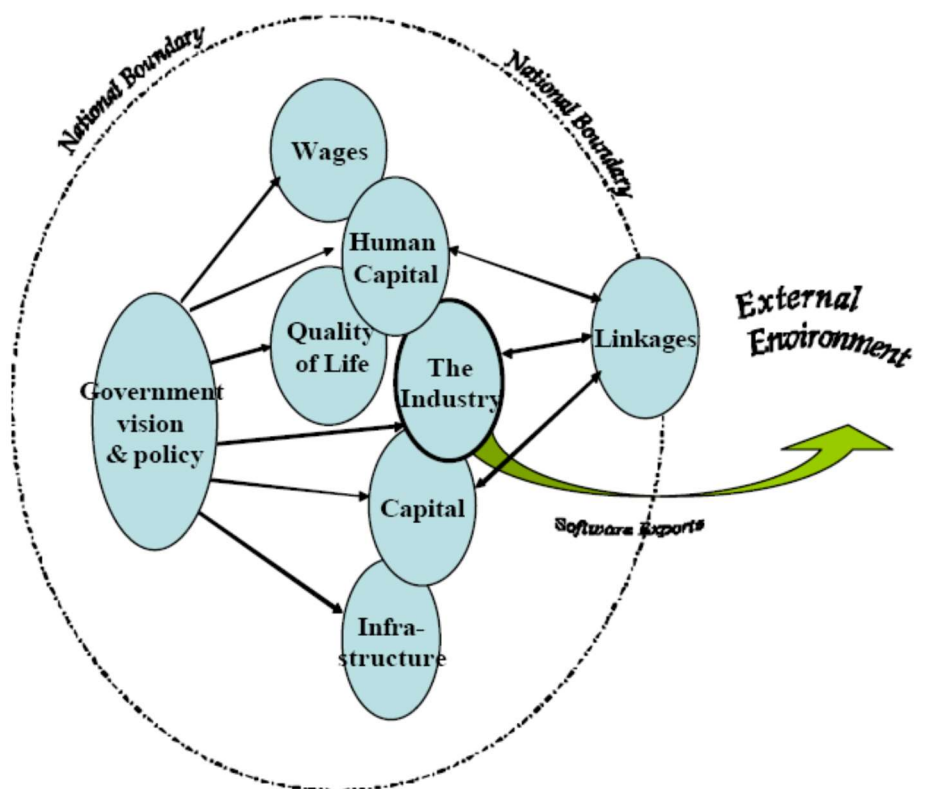 National Boundary
National Boundary
Wages
Human
Capital
Quality
of Life
Linkages
External
Environment
The
Industry
Government
vision
& policy
Capital
Software Exports
Infra-
structure